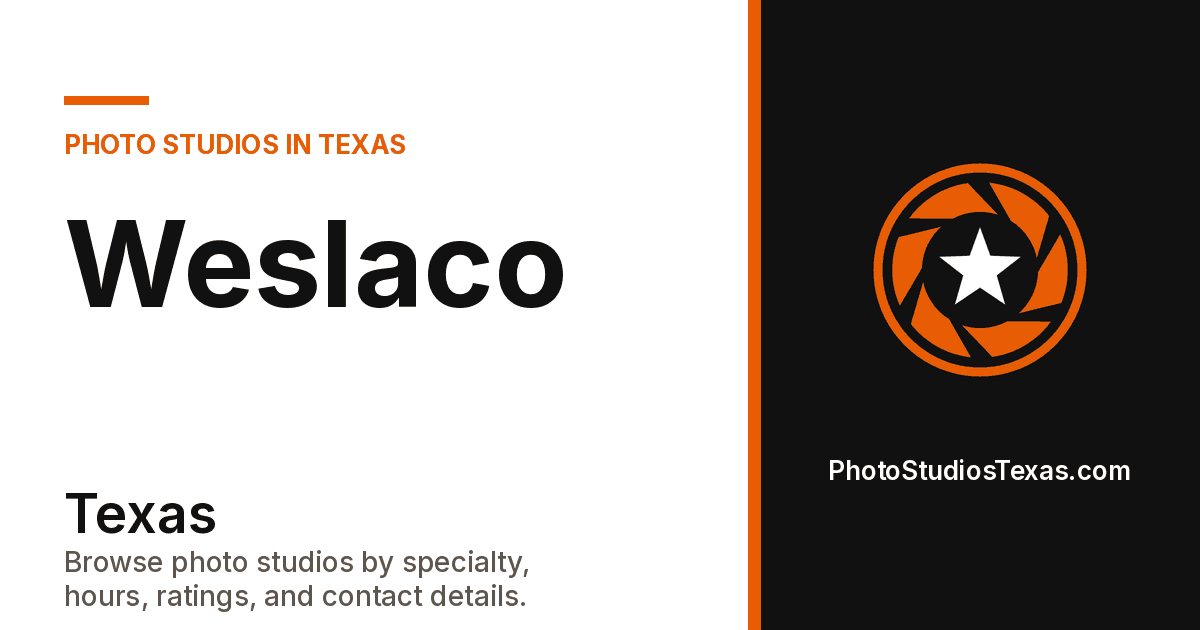 PHOTO STUDIOS IN TEXAS
Weslaco
Texas
Browse photo studios by specialty,
hours, ratings, and contact details.
PhotoStudiosTexas.com